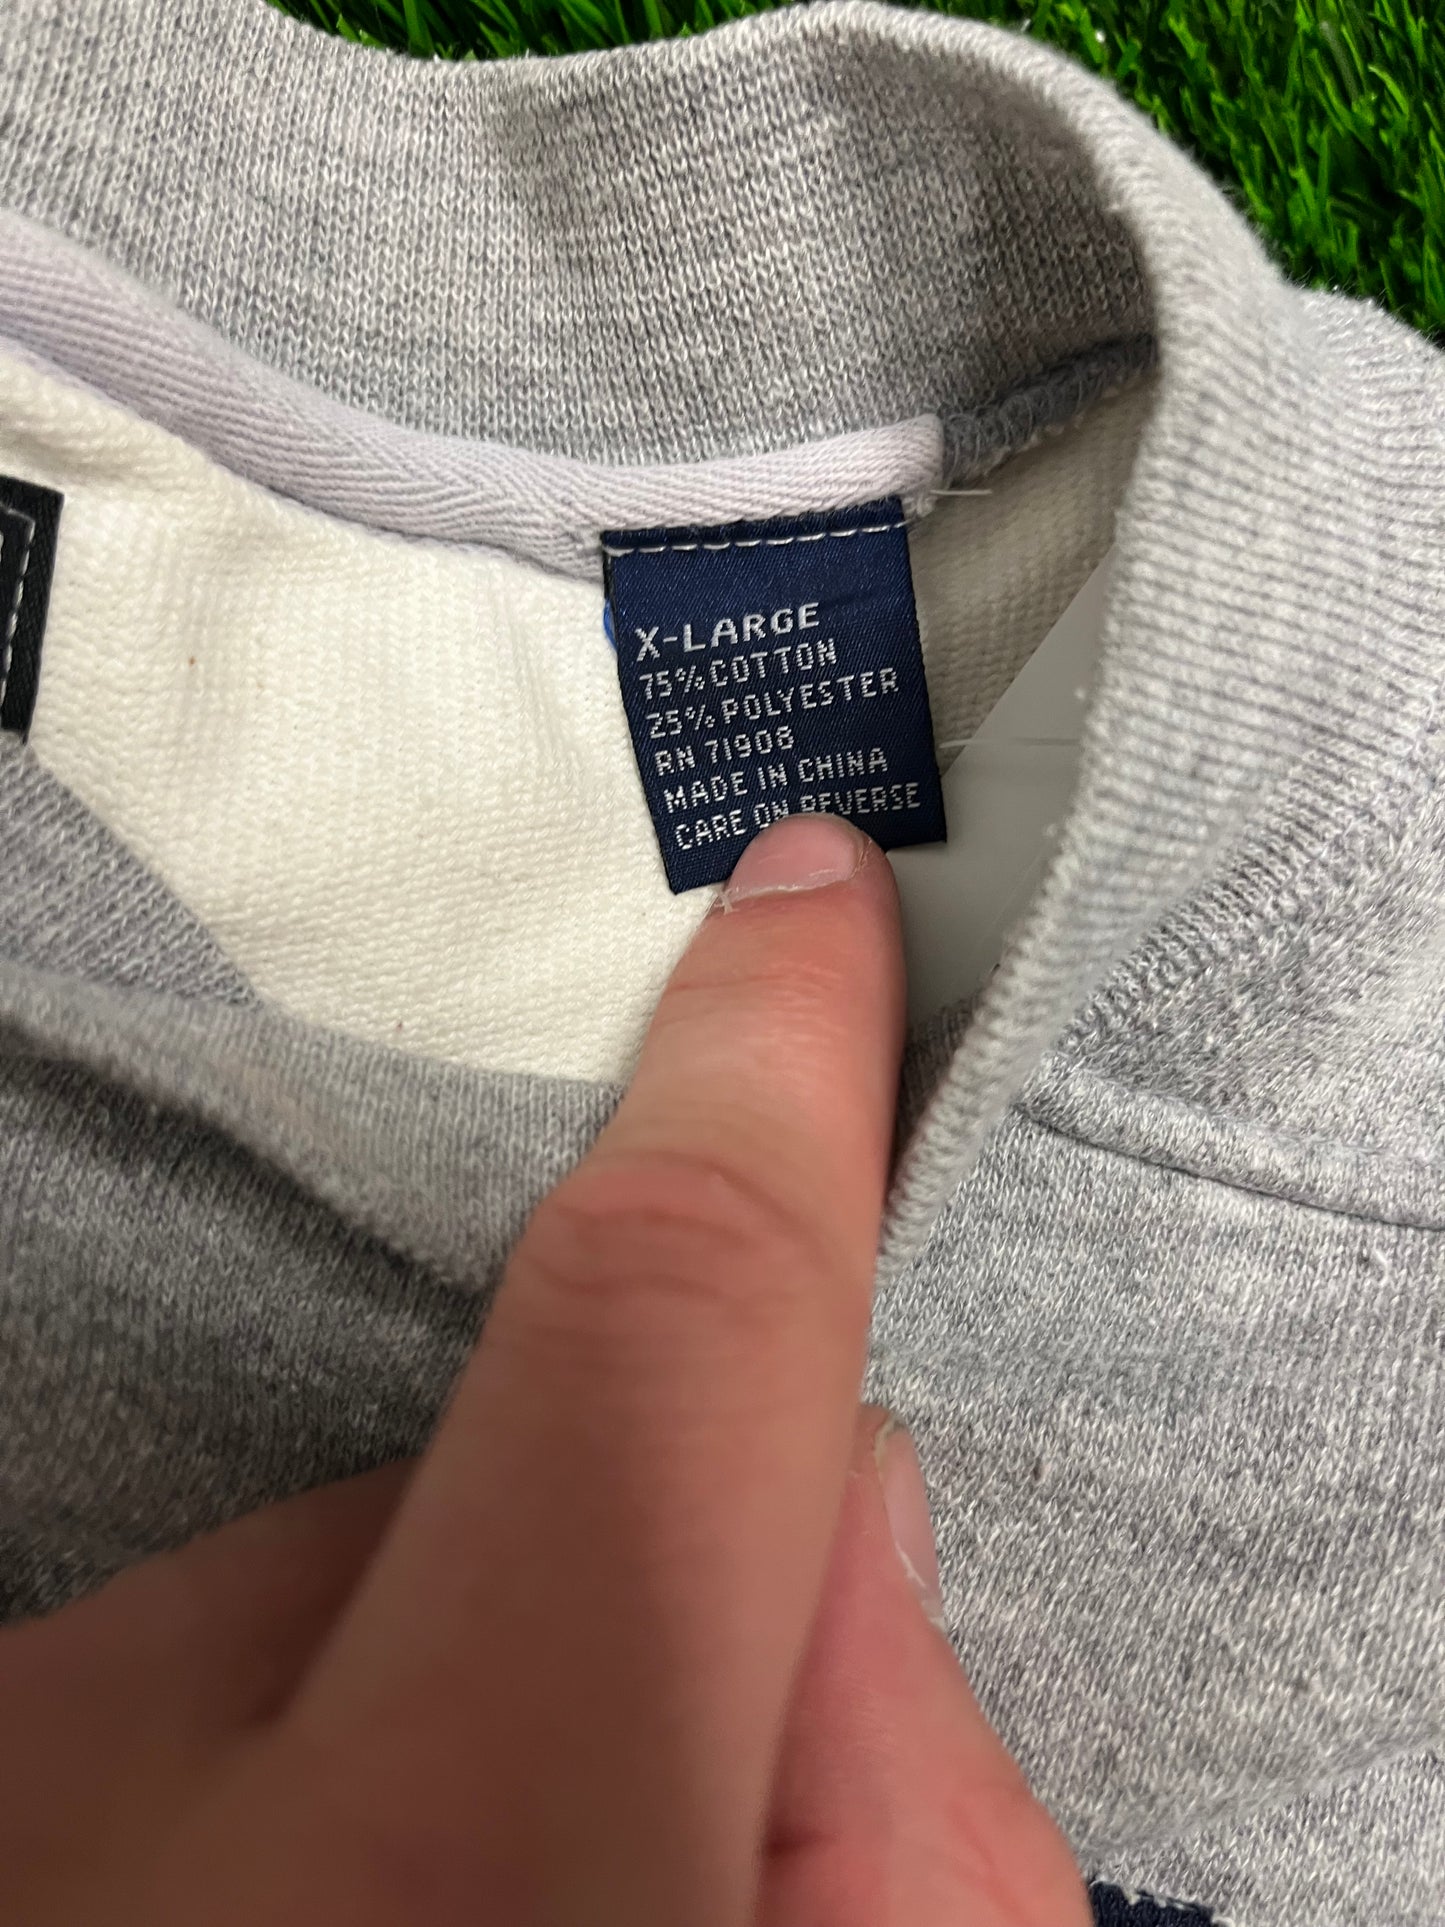 X-LARGE
75% COTTON
25% POLYESTER
RN 71908
MADE IN CHINA
CARE ON REVERSE